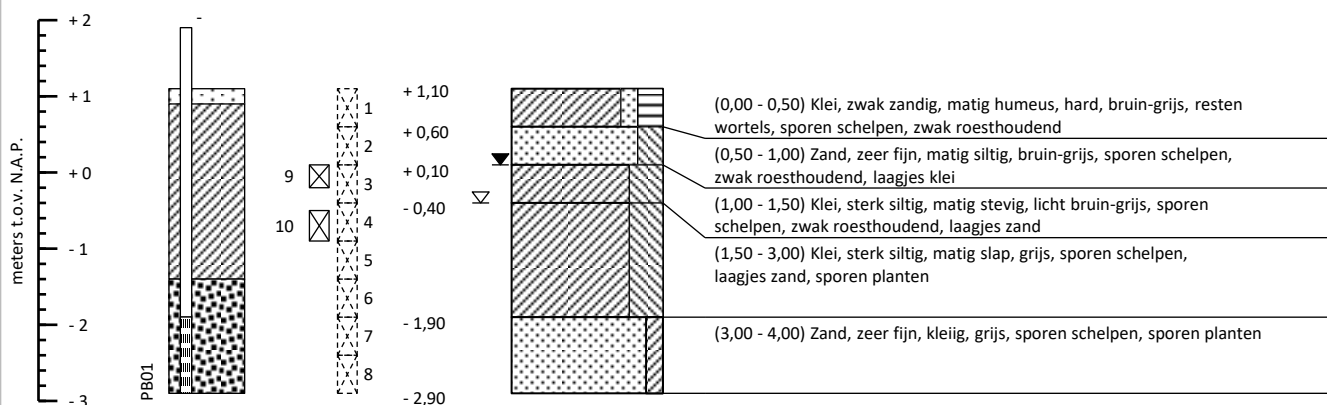 + 2
-
+ 1
+ 0
- 1
- 2
- 3
meters t.o.v. N.A.P.
PB01
9
10
1
2
3
4
5
6
7
8
+ 1,10
+ 0,60
+ 0,10
- 0,40
- 1,90
- 2,90
(0,00 - 0,50) Klei, zwak zandig, matig humeus, hard, bruin-grijs, resten
wortels, sporen schelpen, zwak roesthoudend
(0,50 - 1,00) Zand, zeer fijn, matig siltig, bruin-grijs, sporen schelpen,
zwak roesthoudend, laagjes klei
(1,00 - 1,50) Klei, sterk siltig, matig stevig, licht bruin-grijs, sporen
schelpen, zwak roesthoudend, laagjes zand
(1,50 - 3,00) Klei, sterk siltig, matig slap, grijs, sporen schelpen,
laagjes zand, sporen planten
(3,00 - 4,00) Zand, zeer fijn, kleiig, grijs, sporen schelpen, sporen planten